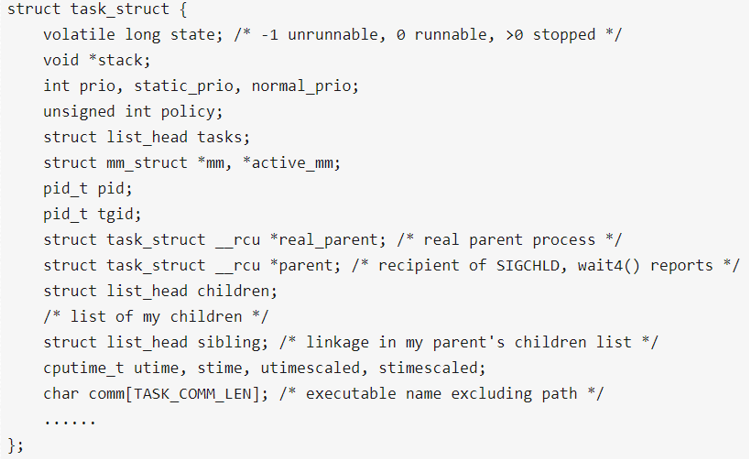 struct task_struct {
    volatile long state; /* -1 unrunnable, 0 runnable, >0 stopped */
    void *stack;
    int prio, static_prio, normal_prio;
    unsigned int policy;
    struct list_head tasks;
    struct mm_struct *mm, *active_mm;
    pid_t pid;
    pid_t tgid;
    struct task_struct __rcu *real_parent; /* real parent process */
    struct task_struct __rcu *parent; /* recipient of SIGCHLD, wait4() reports */
    struct list_head children;
    /* list of my children */
    struct list_head sibling; /* linkage in my parent's children list */
    cputime_t utime, stime, utimescaled, stimescaled;
    char comm[TASK_COMM_LEN]; /* executable name excluding path */
    ......
};